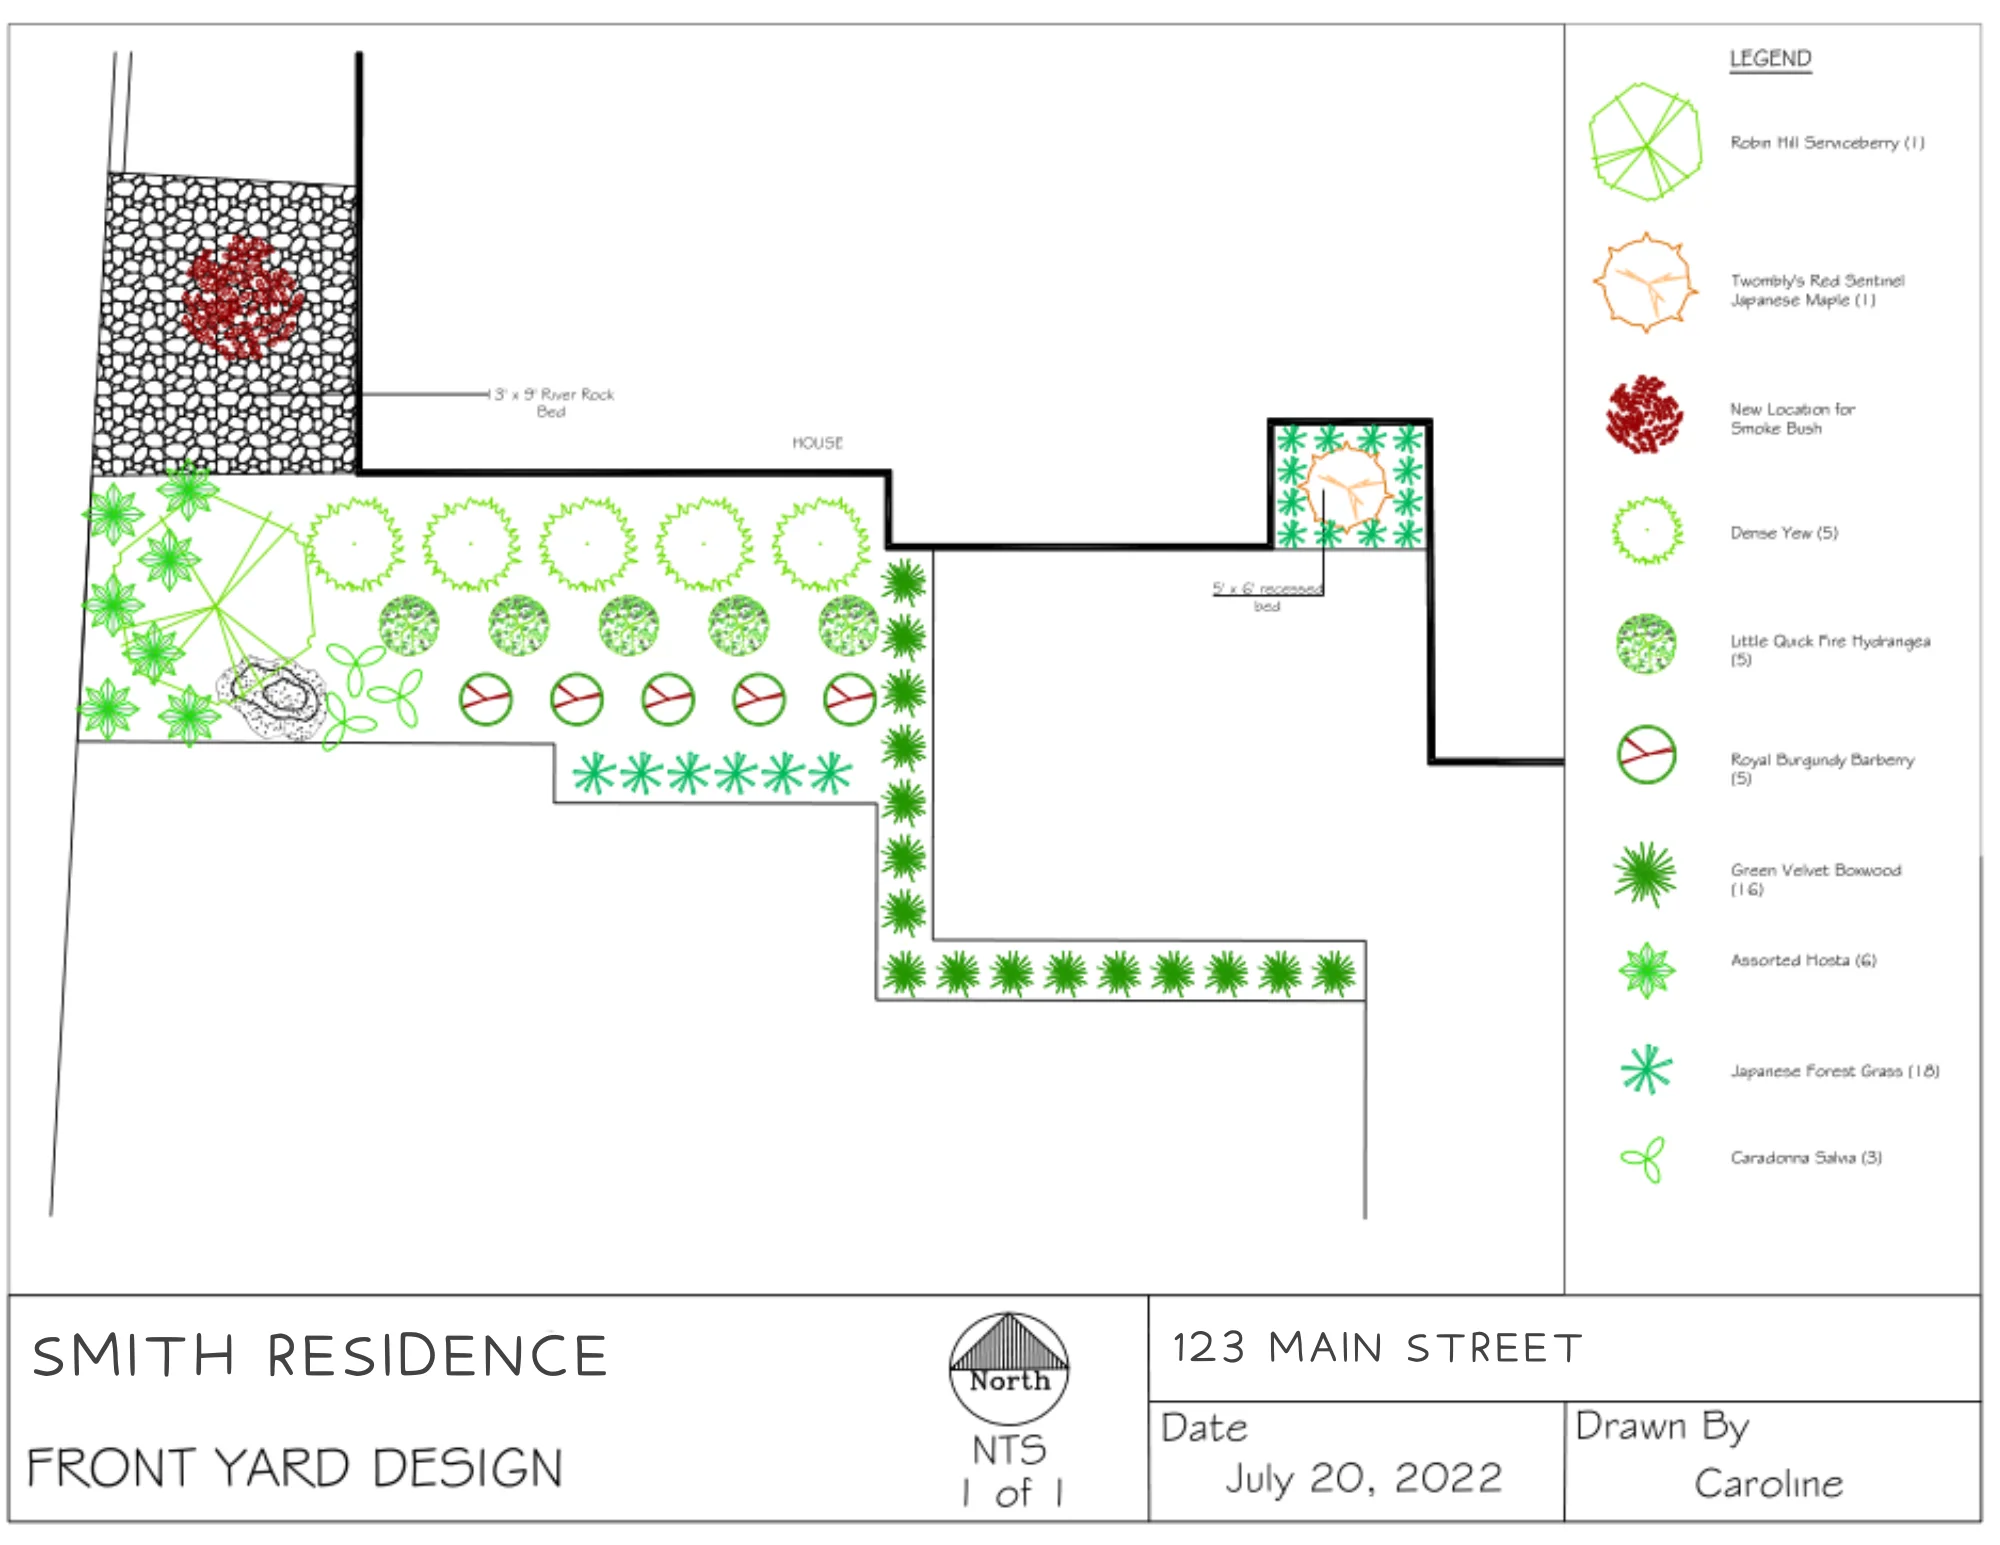 LEGEND
Robin Hill Serviceberry (1)
Twombly's Red Sentinel
Japanese Maple (1)
New Location for
Smoke Bush
Dense Yew (5)
Little Quick Fire Hydrangea
(5)
Royal Burgundy Barberry
(5)
Green Velvet Boxwood
(16)
Assorted Hosta (6)
Japanese Forest Grass (18)
Caradonna Salvia (3)
13' x 9' River Rock
Bed
HOUSE
5' x 6' recessed
bed
SMITH RESIDENCE
FRONT YARD DESIGN
North
NTS
1 of 1
123 MAIN STREET
Date
July 20, 2022
Drawn By
Caroline